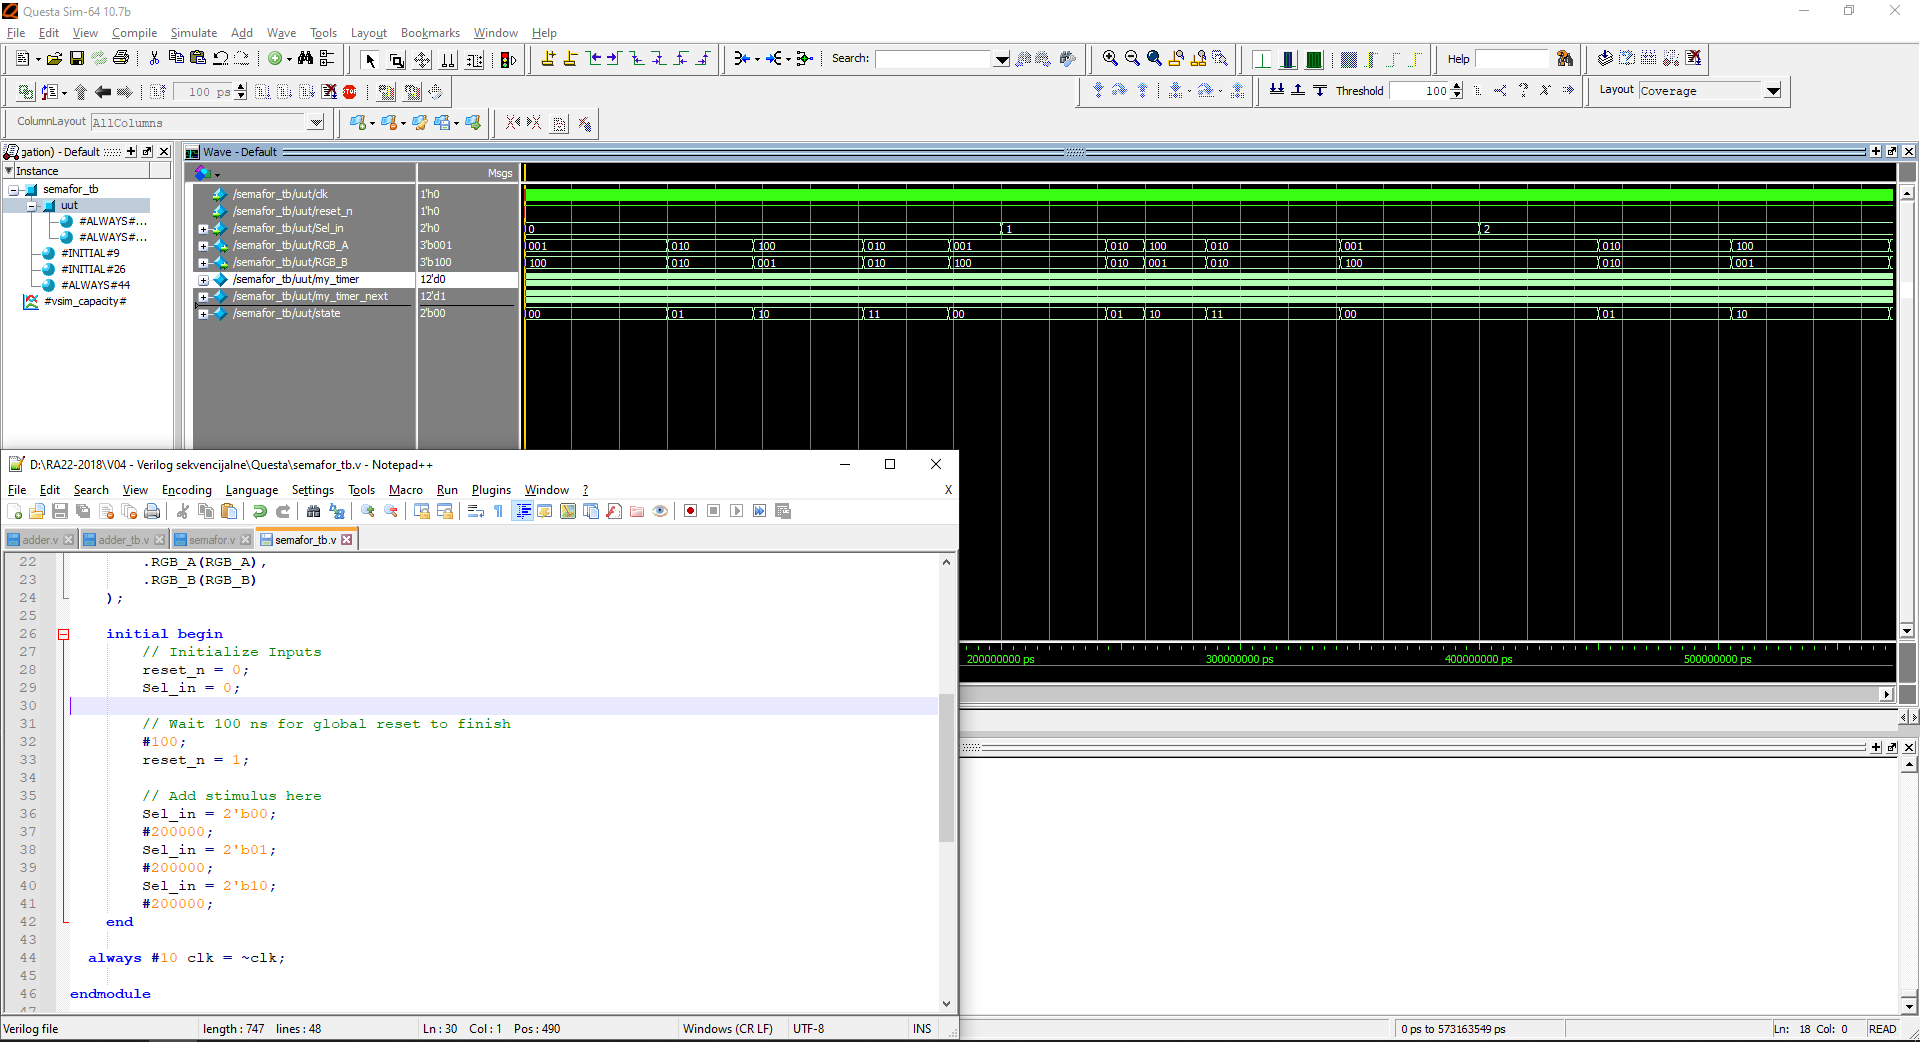 Questa Sim-64 10.7b
File Edit View Compile Simulate Add Wave Tools Layout Bookmarks Window Help
Search:
Help
100 ps
Threshold 100
Layout Coverage
ColumnLayout AllColumns
gation) - Default
Wave - Default
Instance
Msgs
semafor_tb
uut
#ALWAYS#...
#ALWAYS#...
#INITIAL#9
#INITIAL#26
#ALWAYS#44
#vsim_capacity#
/semafor_tb/uut/clk 1'h0
/semafor_tb/uut/reset_n 1'h0
/semafor_tb/uut/Sel_in 2'h0 0 1 2
/semafor_tb/uut/RGB_A 3'b001 001 010 100 010 001 010 100 010 001 010 100
/semafor_tb/uut/RGB_B 3'b100 100 010 001 010 100 010 001 010 100 010 001
/semafor_tb/uut/my_timer 12'd0
/semafor_tb/uut/my_timer_next 12'd1
/semafor_tb/uut/state 2'b00 00 01 10 11 00 01 10 11 00 01 10
200000000 ps 300000000 ps 400000000 ps 500000000 ps
D:\RA22-2018\V04 - Verilog sekvencijalne\Questa\semafor_tb.v - Notepad++
File Edit Search View Encoding Language Settings Tools Macro Run Plugins Window ? X
adder.v adder_tb.v semafor.v semafor_tb.v
22 .RGB_A(RGB_A),
23 .RGB_B(RGB_B)
24 );
25
26 initial begin
27 // Initialize Inputs
28 reset_n = 0;
29 Sel_in = 0;
30
31 // Wait 100 ns for global reset to finish
32 #100;
33 reset_n = 1;
34
35 // Add stimulus here
36 Sel_in = 2'b00;
37 #200000;
38 Sel_in = 2'b01;
39 #200000;
40 Sel_in = 2'b10;
41 #200000;
42 end
43
44 always #10 clk = ~clk;
45
46 endmodule
47
Verilog file length : 747 lines : 48 Ln : 30 Col : 1 Pos : 490 Windows (CR LF) UTF-8 INS
0 ps to 573163549 ps Ln: 18 Col: 0 READ